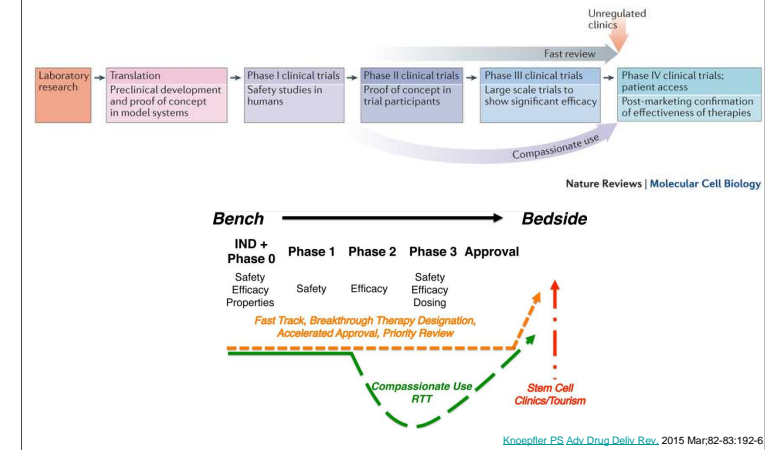 Unregulated
clinics
Fast review
Laboratory
research
Translation
Preclinical development
and proof of concept
in model systems
Phase I clinical trials
Safety studies in
humans
Phase II clinical trials
Proof of concept in
trial participants
Phase III clinical trials
Large scale trials to
show significant efficacy
Phase IV clinical trials;
patient access
Post-marketing confirmation
of effectiveness of therapies
Compassionate use
Nature Reviews | Molecular Cell Biology
Bench
Bedside
IND +
Phase 0
Phase 1
Phase 2
Phase 3
Approval
Safety
Efficacy
Properties
Safety
Efficacy
Safety
Efficacy
Dosing
Fast Track, Breakthrough Therapy Designation,
Accelerated Approval, Priority Review
Compassionate Use
RTT
Stem Cell
Clinics/Tourism
Knoepfler PS Adv Drug Deliv Rev. 2015 Mar;82-83:192-6